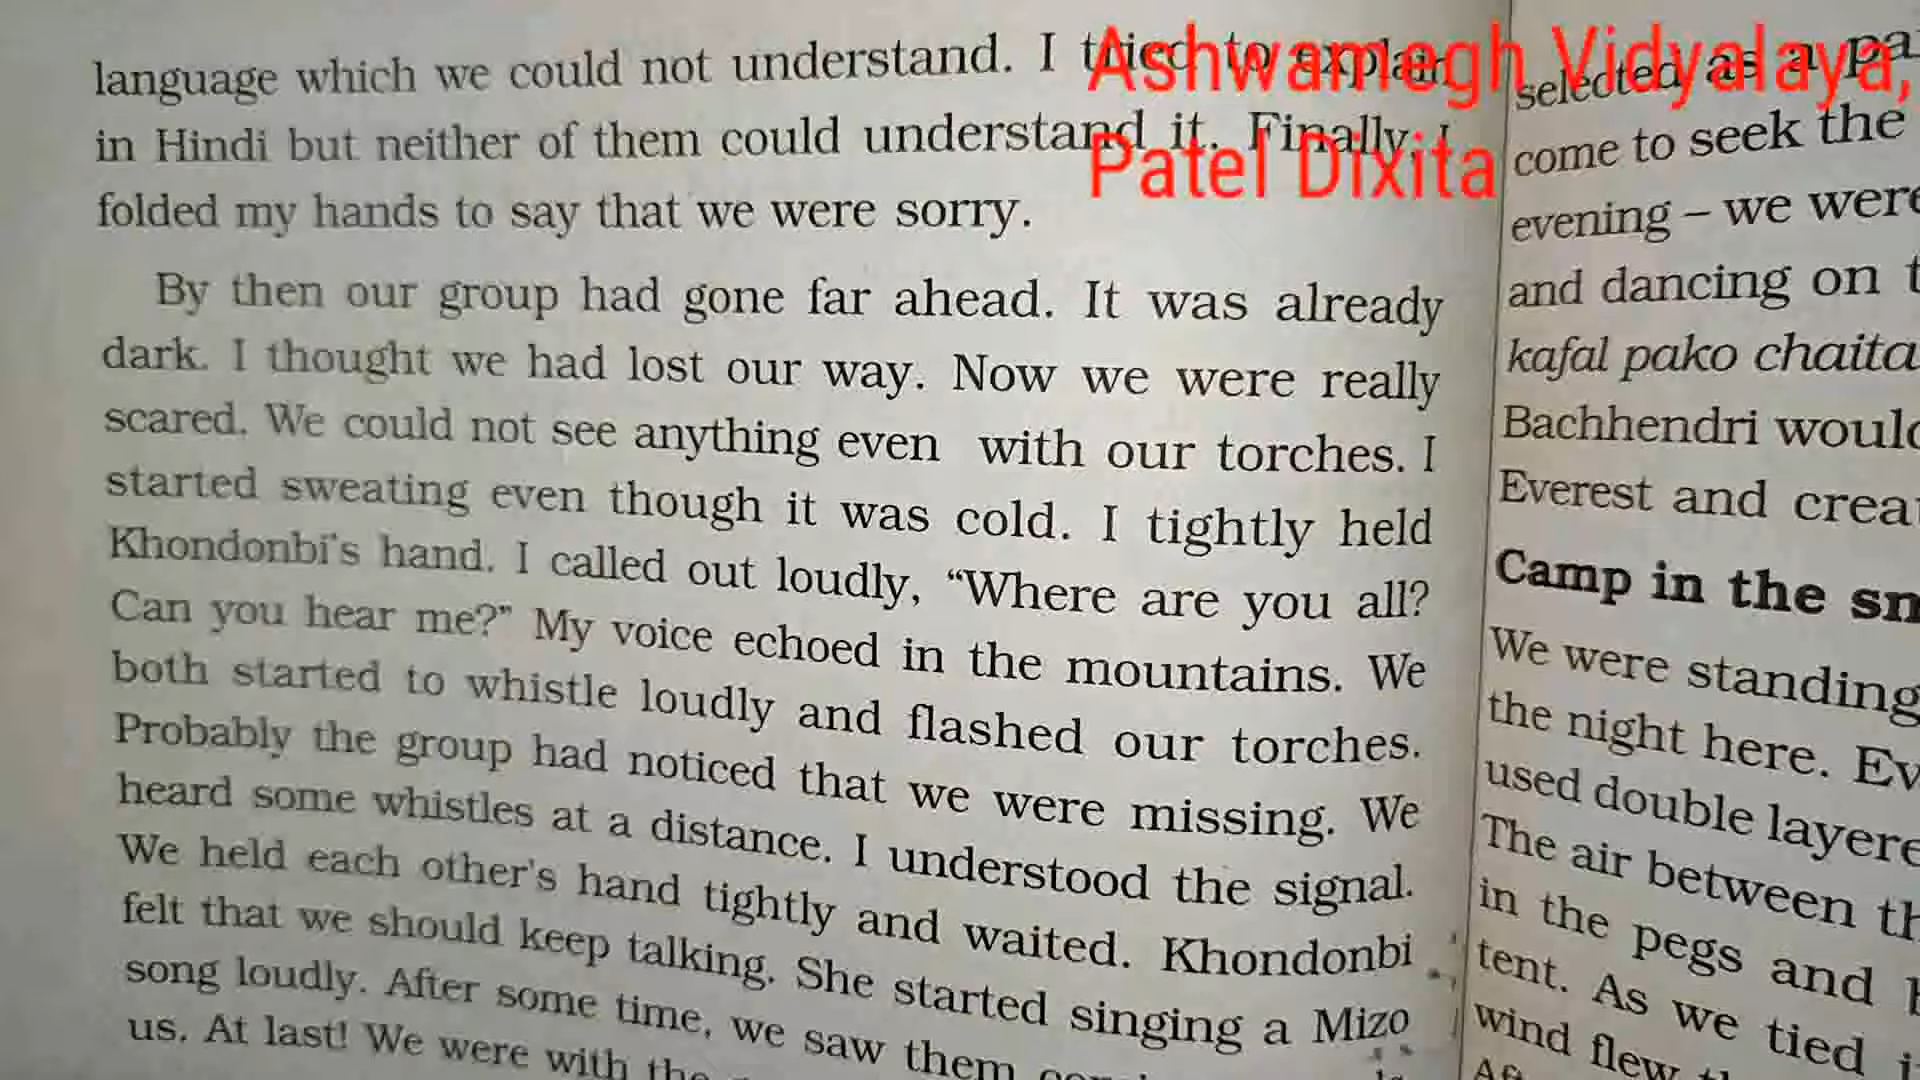 language which we could not understand. I tried to explain
in Hindi but neither of them could understand it. Finally, I
folded my hands to say that we were sorry.
By then our group had gone far ahead. It was already
dark. I thought we had lost our way. Now we were really
scared. We could not see anything even with our torches. I
started sweating even though it was cold. I tightly held
Khondonbi's hand. I called out loudly, “Where are you all?
Can you hear me?” My voice echoed in the mountains. We
both started to whistle loudly and flashed our torches.
Probably the group had noticed that we were missing. We
heard some whistles at a distance. I understood the signal.
We held each other's hand tightly and waited. Khondonbi
felt that we should keep talking. She started singing a Mizo
song loudly. After some time, we saw them
us. At last! We were with the
Ashwamegh Vidyalaya,
Patel Dixita
selected as a
come to seek the
evening – we were
and dancing on
kafal pako chaita
Bachhendri would
Everest and
Camp in the
We were standing
the night here.
used double
The air between
in the pegs and
tent. As we tied
wind flew